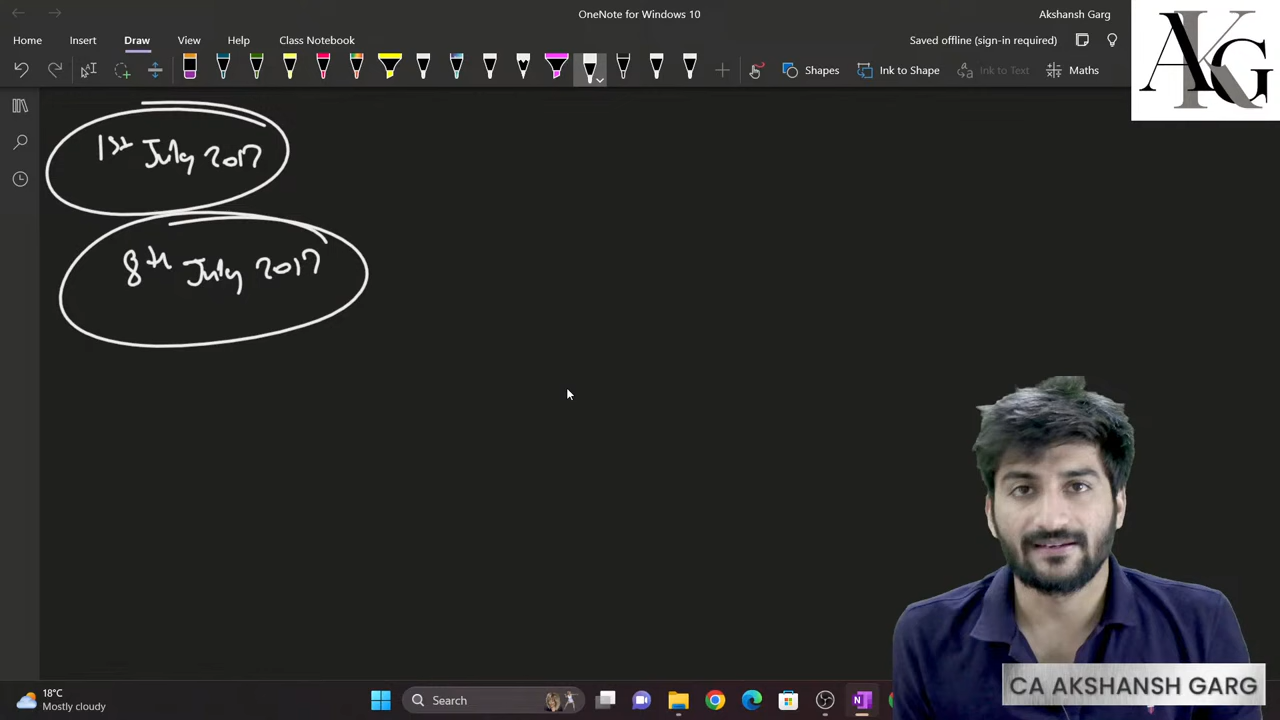 OneNote for Windows 10
Akshansh Garg
Home Insert Draw View Help Class Notebook
Saved offline (sign-in required)
Shapes Ink to Shape Ink to Text Maths
AKG
1st July 2017
8th July 2017
CA AKSHANSH GARG
18°C
Mostly cloudy
Search